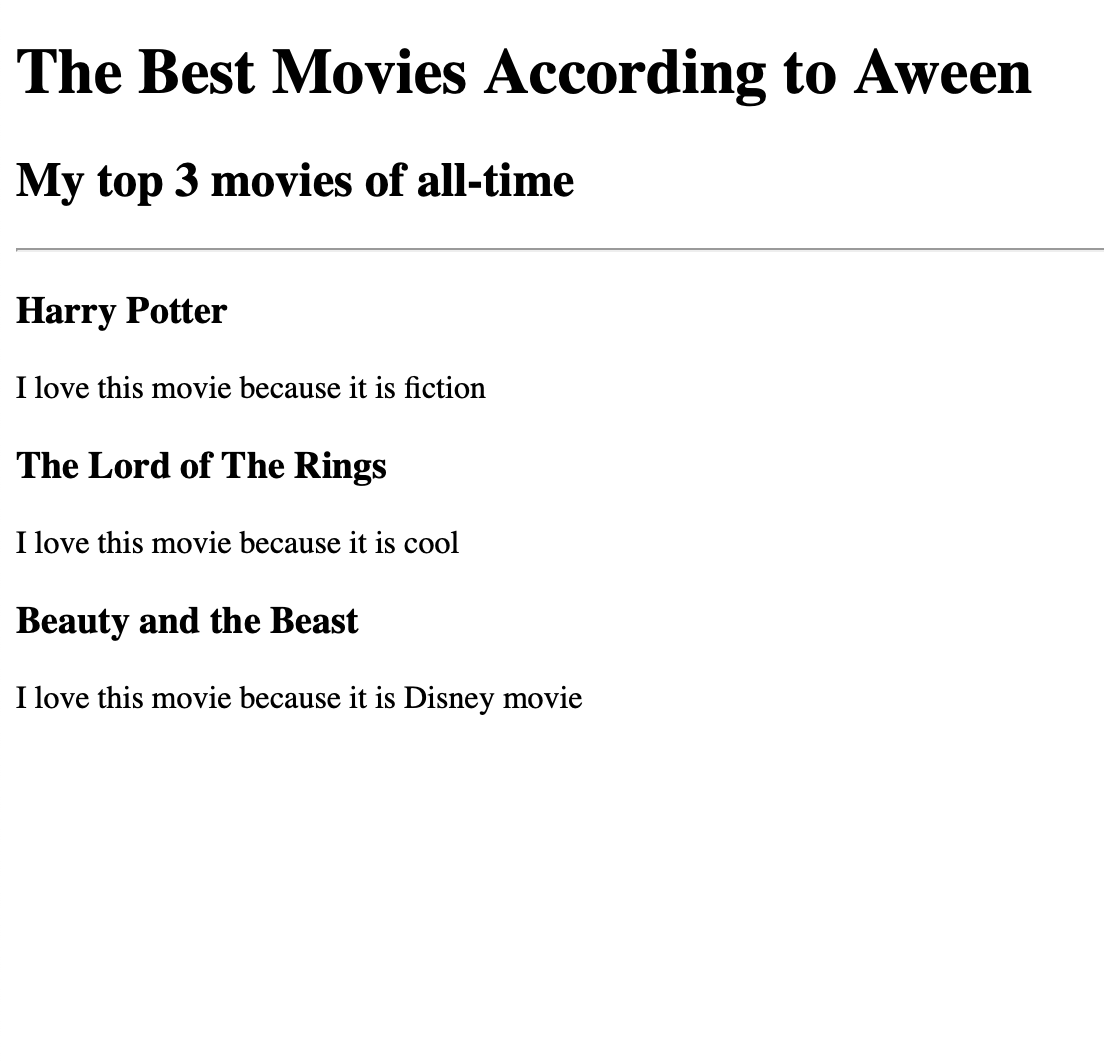 The Best Movies According to Aween
My top 3 movies of all-time
Harry Potter
I love this movie because it is fiction
The Lord of The Rings
I love this movie because it is cool
Beauty and the Beast
I love this movie because it is Disney movie